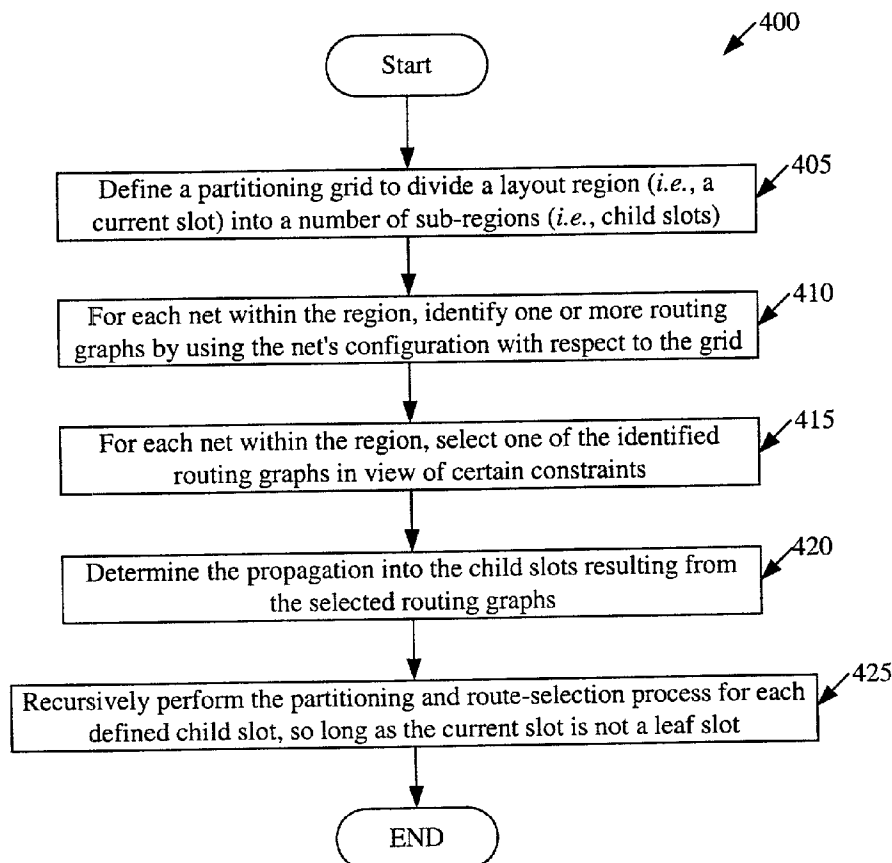 400
Start
405
Define a partitioning grid to divide a layout region (i.e., a
current slot) into a number of sub-regions (i.e., child slots)
410
For each net within the region, identify one or more routing
graphs by using the net's configuration with respect to the grid
415
For each net within the region, select one of the identified
routing graphs in view of certain constraints
420
Determine the propagation into the child slots resulting from
the selected routing graphs
425
Recursively perform the partitioning and route-selection process for each
defined child slot, so long as the current slot is not a leaf slot
END